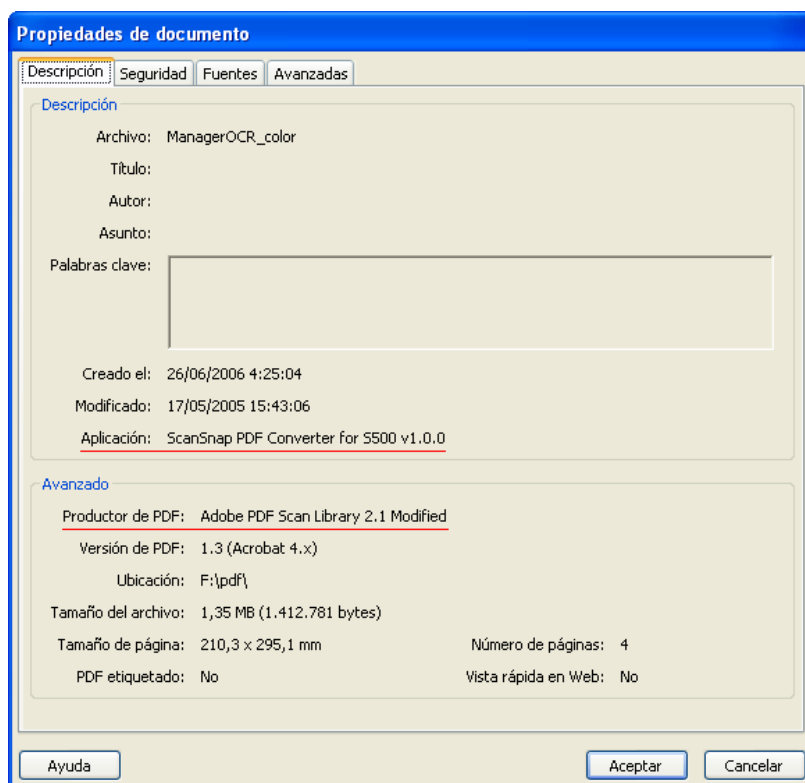 Propiedades de documento
Descripción Seguridad Fuentes Avanzadas
Descripción
Archivo: ManagerOCR_color
Título:
Autor:
Asunto:
Palabras clave:
Creado el: 26/06/2006 4:25:04
Modificado: 17/05/2005 15:43:06
Aplicación: ScanSnap PDF Converter for S500 v1.0.0
Avanzado
Productor de PDF: Adobe PDF Scan Library 2.1 Modified
Versión de PDF: 1.3 (Acrobat 4.x)
Ubicación: F:\pdf\
Tamaño del archivo: 1,35 MB (1.412.781 bytes)
Tamaño de página: 210,3 x 295,1 mm Número de páginas: 4
PDF etiquetado: No Vista rápida en Web: No
Ayuda Aceptar Cancelar